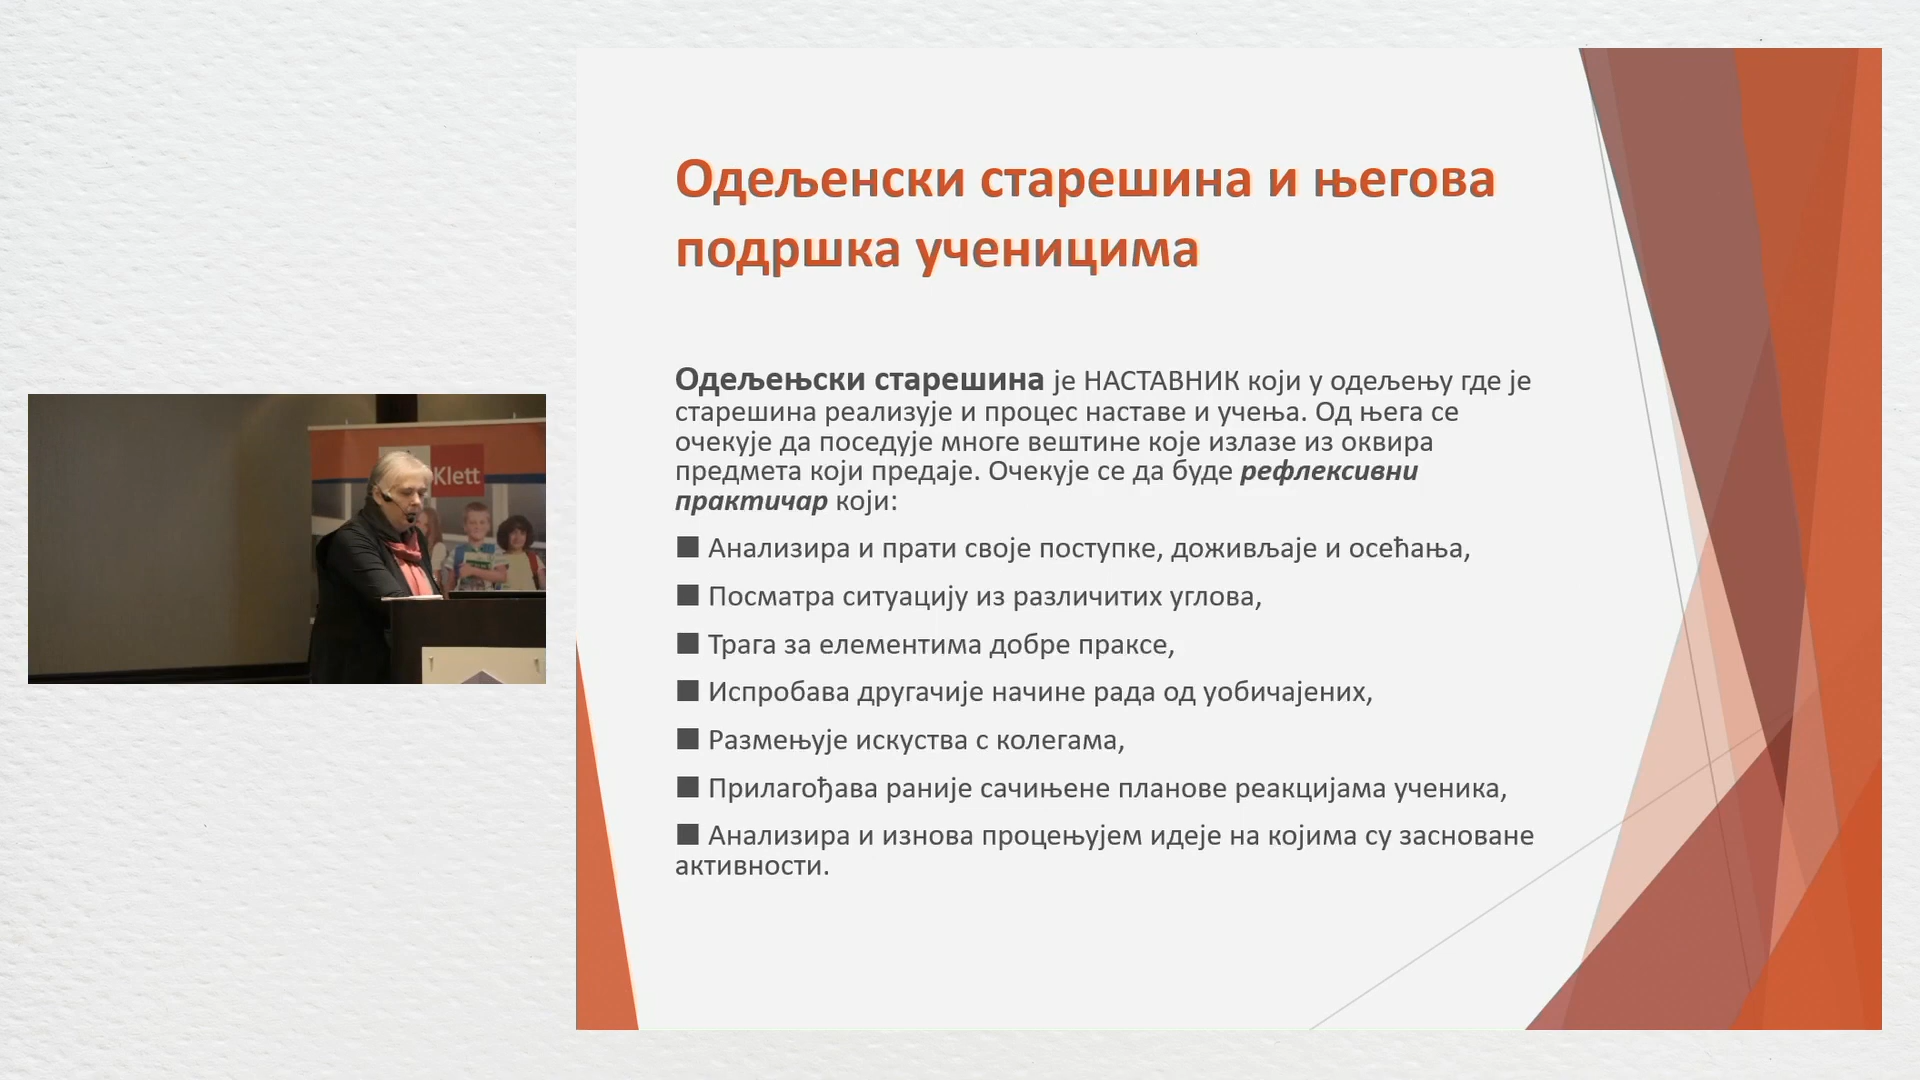 Одељенски старешина и његова
подршка ученицима
Одељењски старешина је НАСТАВНИК који у одељењу где је
старешина реализује и процес наставе и учења. Од њега се
очекује да поседује многе вештине које излазе из оквира
предмета који предаје. Очекује се да буде рефлексивни
практичар који:
■ Анализира и прати своје поступке, доживљаје и осећања,
■ Посматра ситуацију из различитих углова,
■ Трага за елементима добре праксе,
■ Испробава другачије начине рада од уобичајених,
■ Размењује искуства с колегама,
■ Прилагођава раније сачињене планове реакцијама ученика,
■ Анализира и изнова процењујем идеје на којима су засноване
активности.
Klett